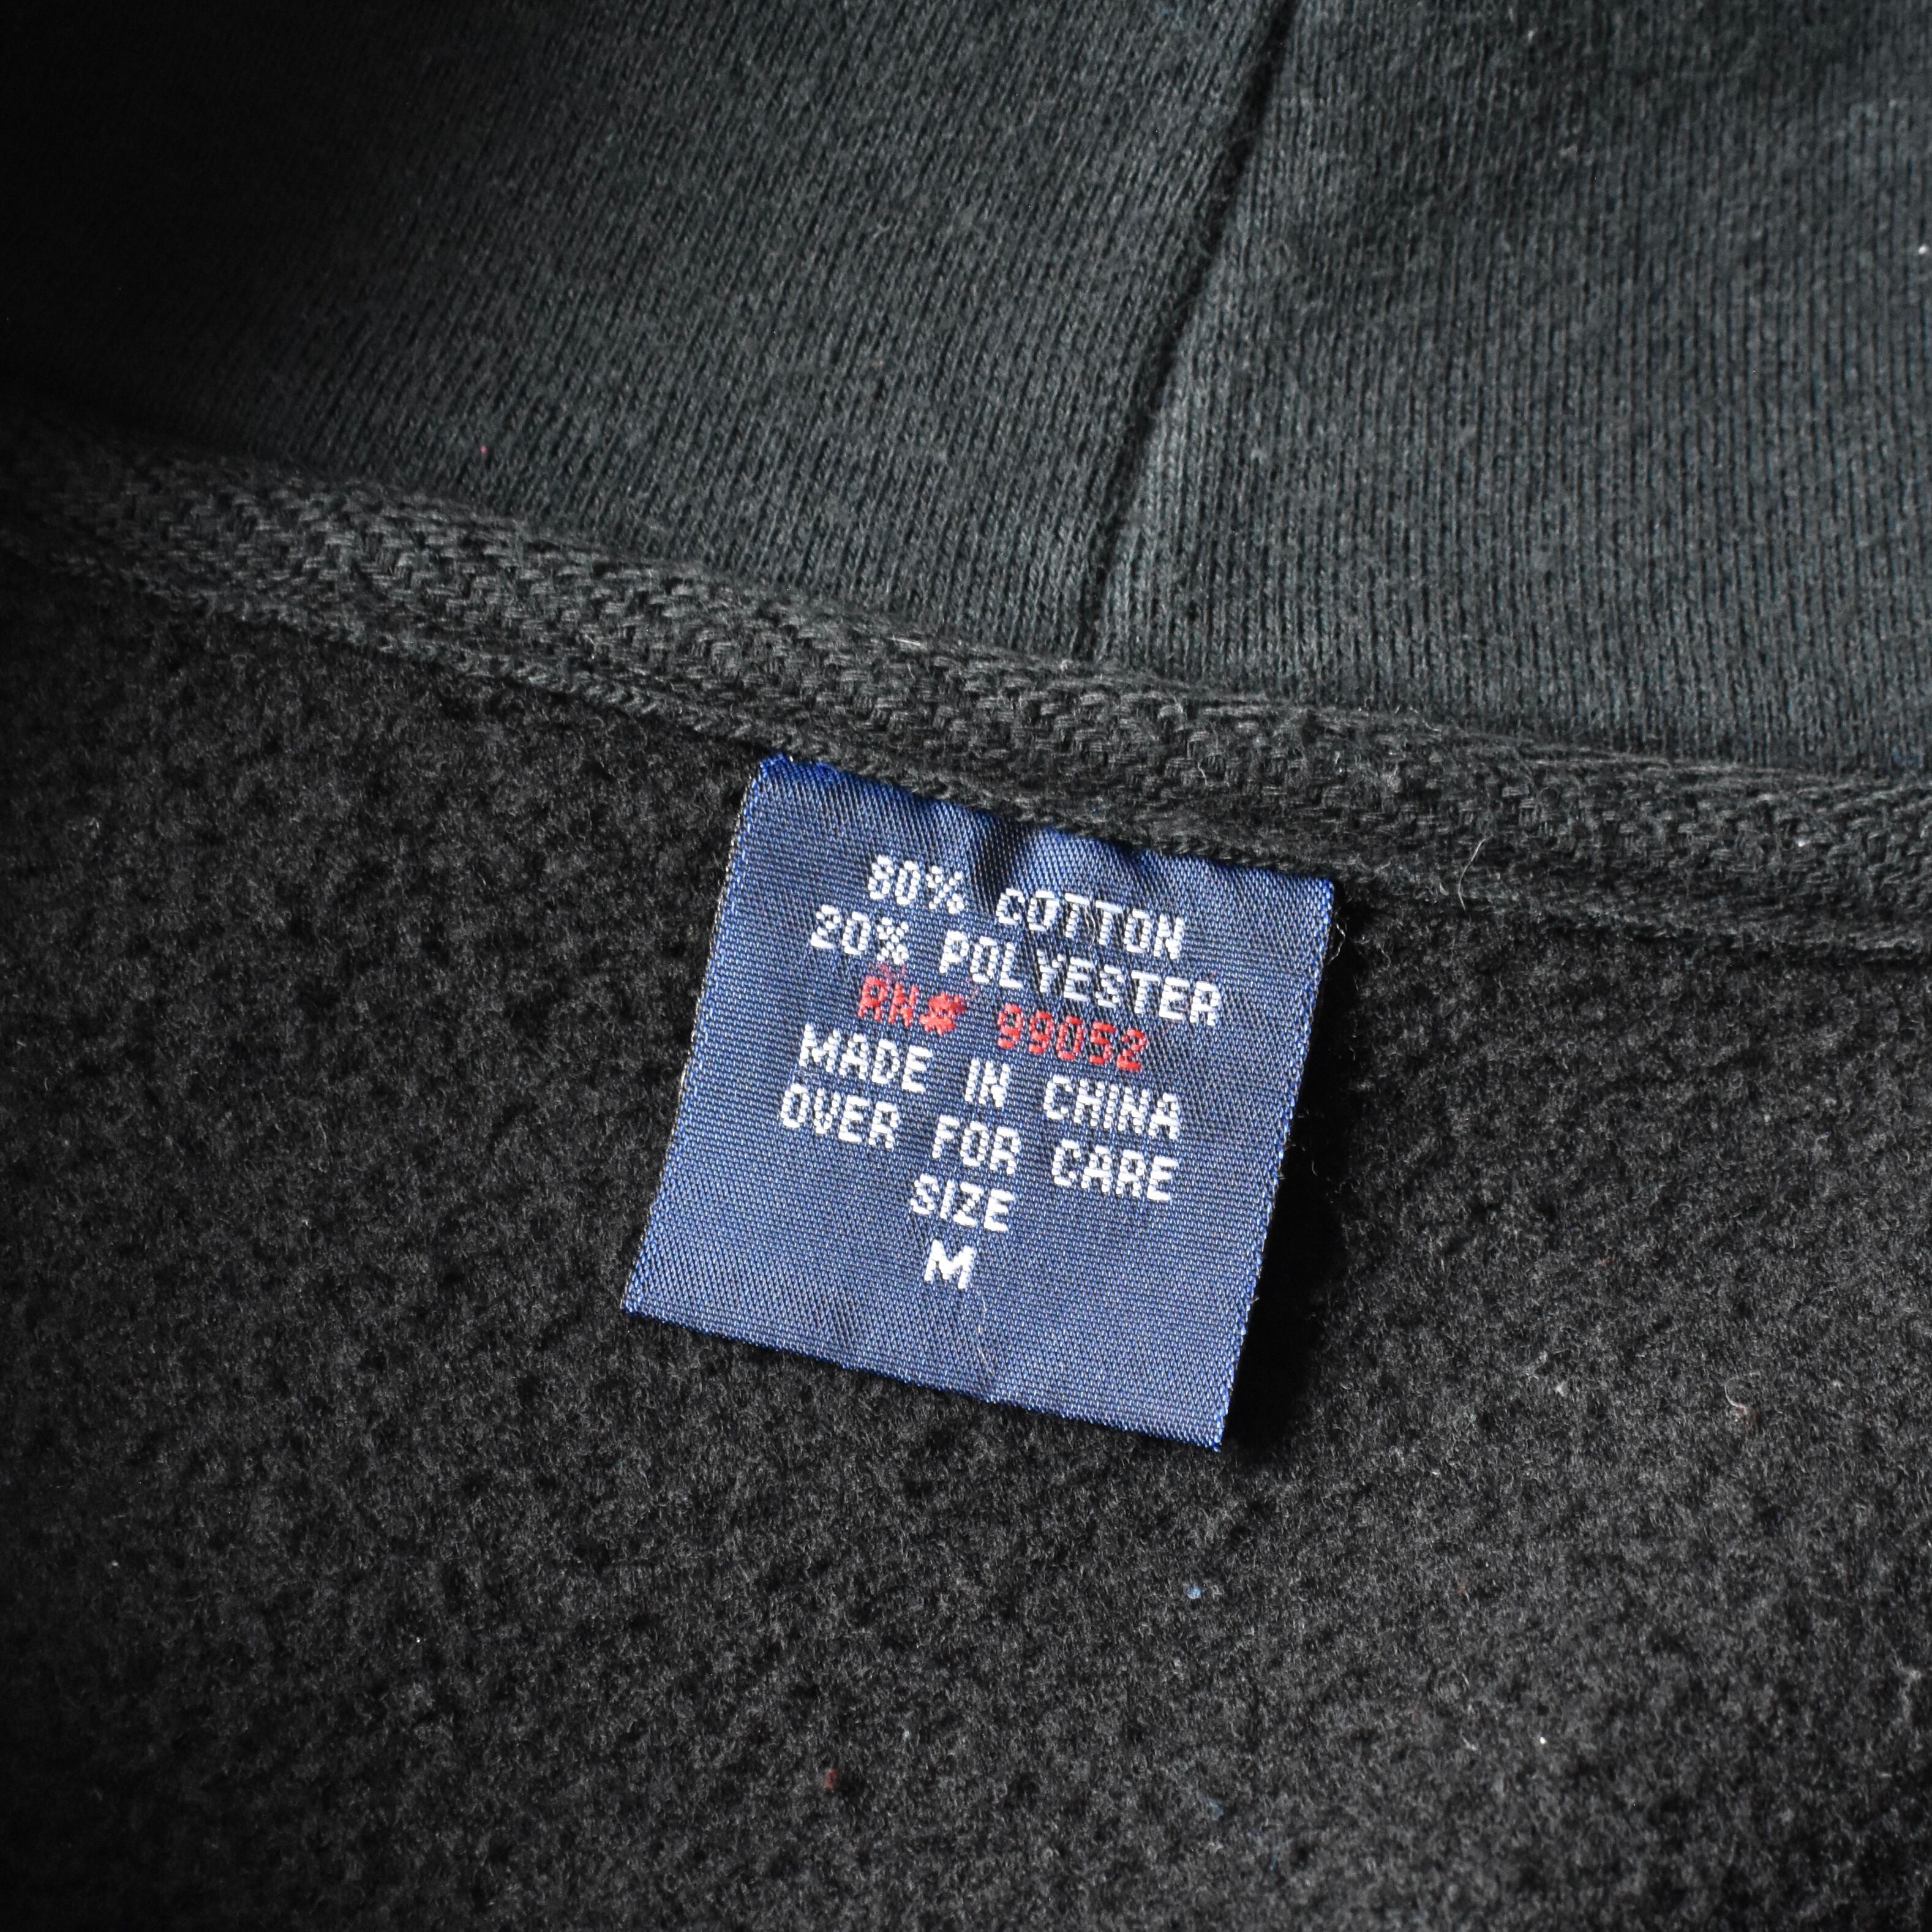 80% COTTON
20% POLYESTER
RN# 99052
MADE IN CHINA
OVER FOR CARE
SIZE
M